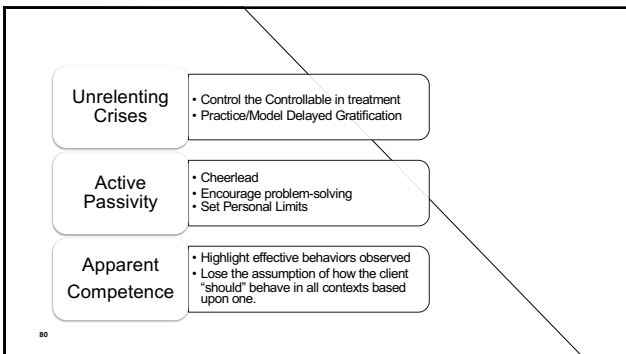 Unrelenting
Crises
• Control the Controllable in treatment
• Practice/Model Delayed Gratification
Active
Passivity
• Cheerlead
• Encourage problem-solving
• Set Personal Limits
Apparent
Competence
• Highlight effective behaviors observed
• Lose the assumption of how the client
“should” behave in all contexts based
upon one.
80